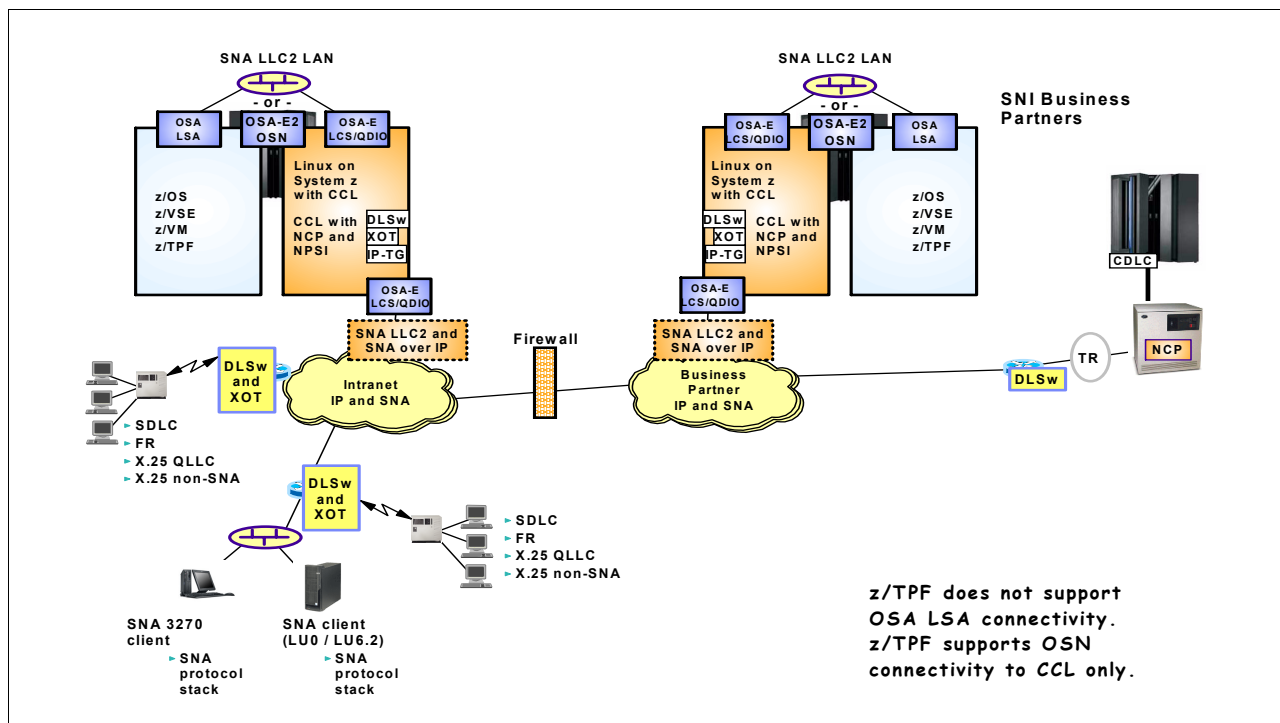 SNA LLC2 LAN
- or -
OSA
LSA
OSA-E2
OSN
OSA-E
LCS/QDIO
z/OS
z/VSE
z/VM
z/TPF
Linux on
System z
with CCL
CCL with
NCP and
NPSI
DLSw
XOT
IP-TG
OSA-E
LCS/QDIO
SNA LLC2 and
SNA over IP
SNA LLC2 LAN
- or -
OSA-E
LCS/QDIO
OSA-E2
OSN
OSA
LSA
Linux on
System z
with CCL
DLSw
XOT
IP-TG
CCL with
NCP and
NPSI
z/OS
z/VSE
z/VM
z/TPF
OSA-E
LCS/QDIO
SNA LLC2 and
SNA over IP
SNI Business
Partners
CDLC
NCP
TR
DLSw
Firewall
Intranet
IP and SNA
Business
Partner
IP and SNA
DLSw
and
XOT
► SDLC
► FR
► X.25 QLLC
► X.25 non-SNA
DLSw
and
XOT
► SDLC
► FR
► X.25 QLLC
► X.25 non-SNA
SNA 3270
client
► SNA
protocol
stack
SNA client
(LU0 / LU6.2)
► SNA
protocol
stack
z/TPF does not support
OSA LSA connectivity.
z/TPF supports OSN
connectivity to CCL only.